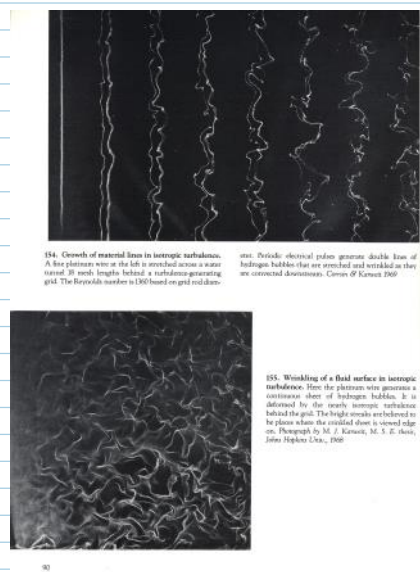 154. Growth of material lines in isotropic turbulence.
A fine platinum wire at the left is stretched across a water
tunnel 18 mesh lengths behind a turbulence-generating
grid. The Reynolds number is 1360 based on grid rod diam-
eter. Periodic electrical pulses generate double lines of
hydrogen bubbles that are stretched and wrinkled as they
are convected downstream. Corrsin & Karweit 1969
155. Wrinkling of a fluid surface in isotropic
turbulence. Here the platinum wire generates a
continuous sheet of hydrogen bubbles. It is
deformed by the nearly isotropic turbulence
behind the grid. The bright streaks are believed to
be places where the crinkled sheet is viewed edge
on. Photograph by M. J. Karweit, M. S. E. thesis,
Johns Hopkins Univ., 1968
90